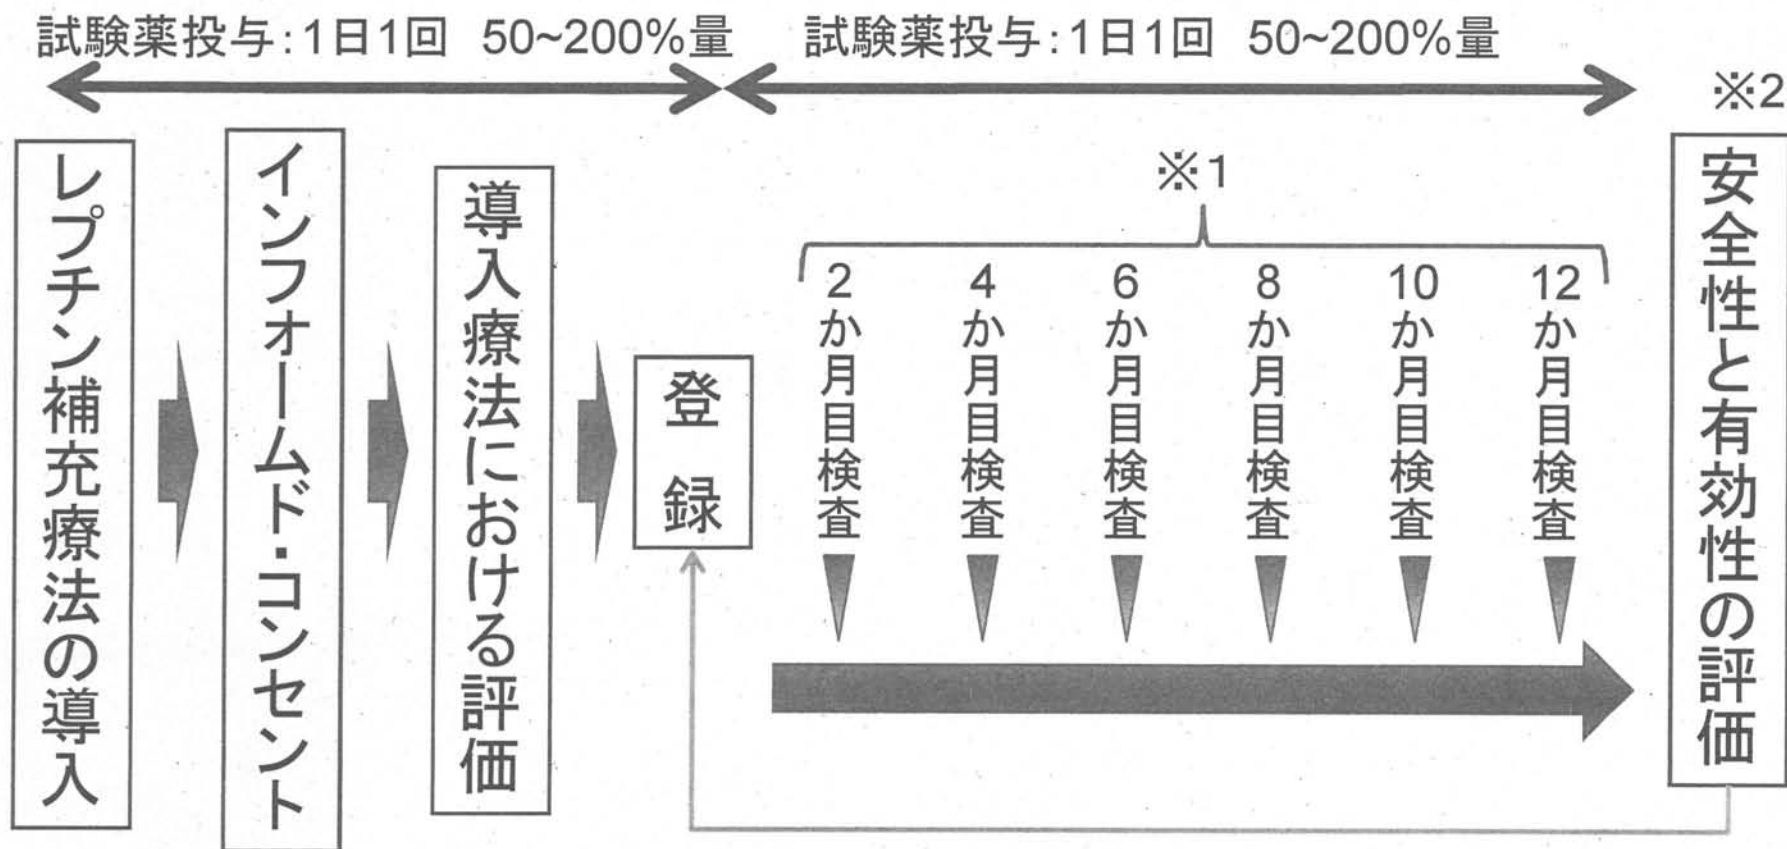 試験薬投与:1日1回 50~200%量
試験薬投与:1日1回 50~200%量
※2
レプチン補充療法の導入
インフォームド・コンセント
導入療法における評価
登録
※1
2か月目検査
4か月目検査
6か月目検査
8か月目検査
10か月目検査
12か月目検査
安全性と有効性の評価